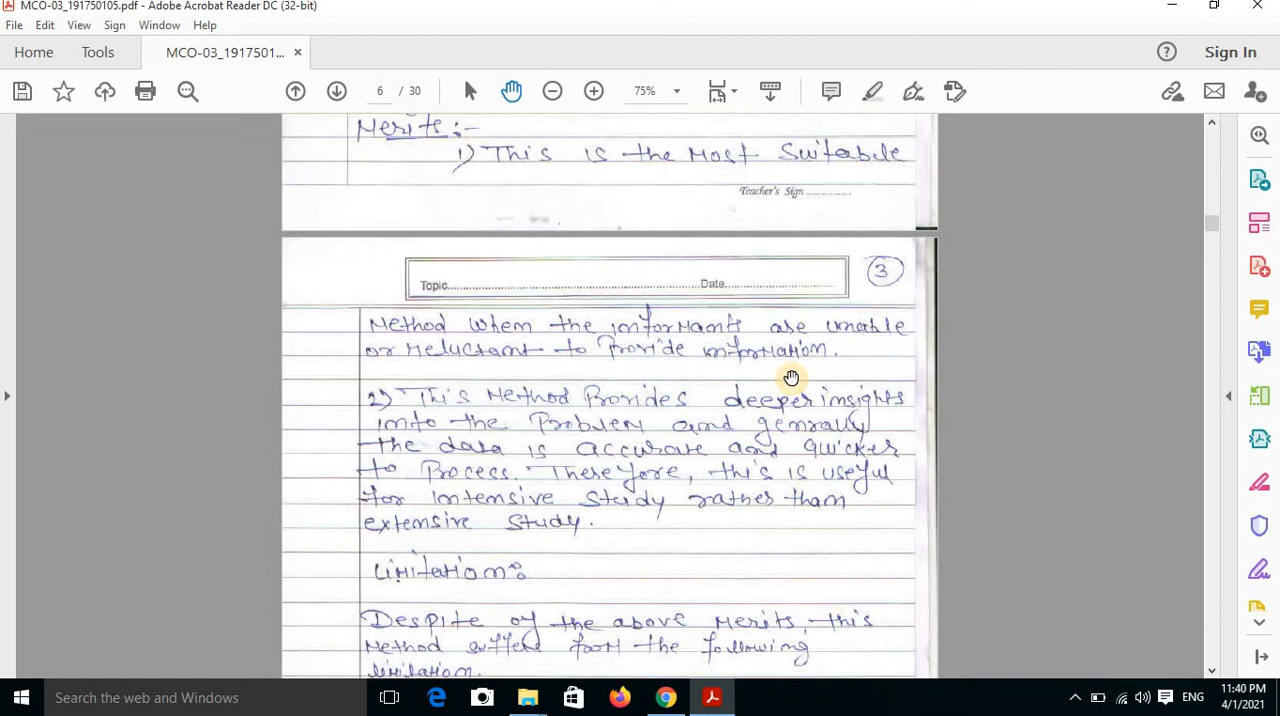 MCO-03_191750105.pdf - Adobe Acrobat Reader DC (32-bit)
File Edit View Sign Window Help
Home Tools MCO-03_1917501... × Sign In
6 / 30 75%
Merits:-
1) This is the Most Suitable
Teacher's Sign ................
Topic............................................................Date.................................. 3
Method when the informants are unable
or reluctant to Provide information.
2) This Method Provides deeper insights
into the Problem and genrally
the data is accurate and quicker
to Process. Thereyore, this is useful
for intensive Study rather than
extensive Study.
Limitation:
Despite of the above Merits, this
Method suffers from the following
limitation.
Search the web and Windows ENG 11:40 PM
4/1/2021